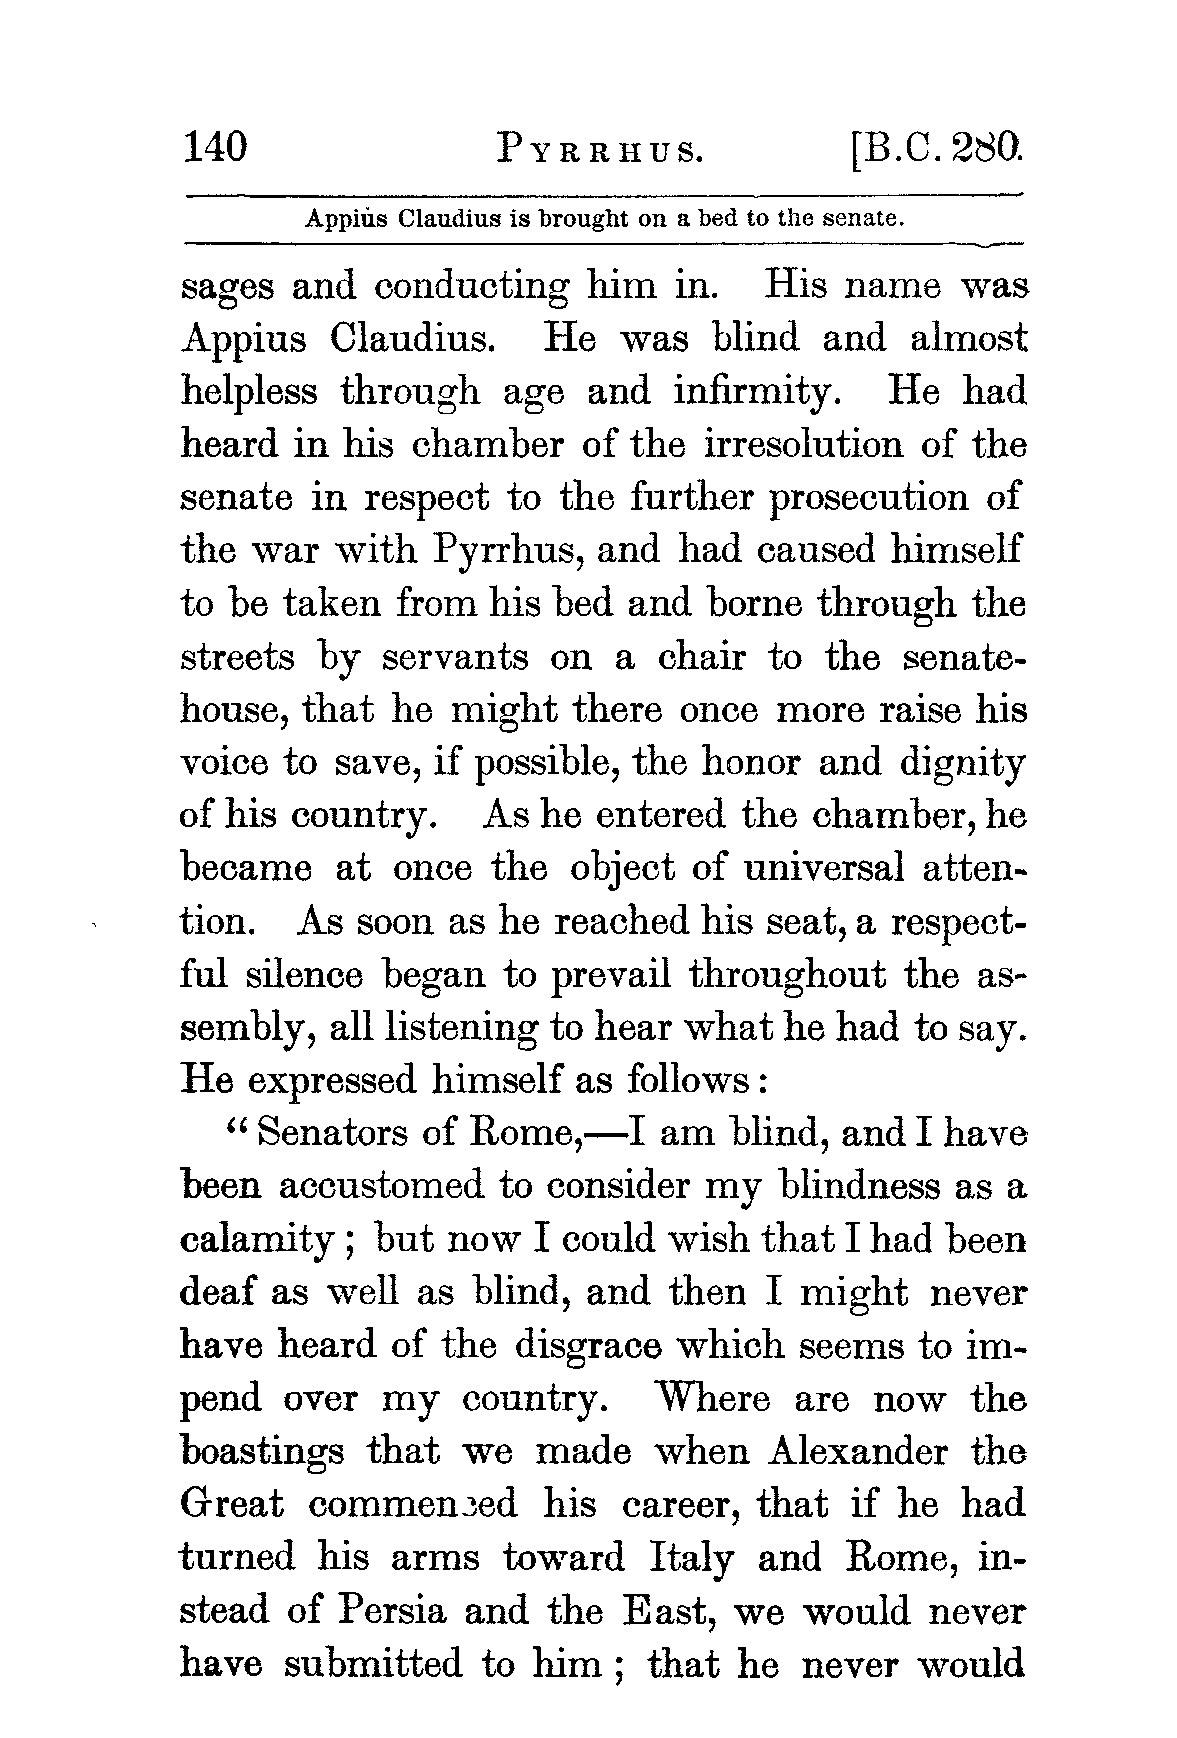 140 PYRRHUS. [B.C. 280.
Appius Claudius is brought on a bed to the senate.
sages and conducting him in. His name was
Appius Claudius. He was blind and almost
helpless through age and infirmity. He had
heard in his chamber of the irresolution of the
senate in respect to the further prosecution of
the war with Pyrrhus, and had caused himself
to be taken from his bed and borne through the
streets by servants on a chair to the senate-
house, that he might there once more raise his
voice to save, if possible, the honor and dignity
of his country. As he entered the chamber, he
became at once the object of universal atten-
tion. As soon as he reached his seat, a respect-
ful silence began to prevail throughout the as-
sembly, all listening to hear what he had to say.
He expressed himself as follows:
“Senators of Rome,—I am blind, and I have
been accustomed to consider my blindness as a
calamity; but now I could wish that I had been
deaf as well as blind, and then I might never
have heard of the disgrace which seems to im-
pend over my country. Where are now the
boastings that we made when Alexander the
Great commenced his career, that if he had
turned his arms toward Italy and Rome, in-
stead of Persia and the East, we would never
have submitted to him; that he never would